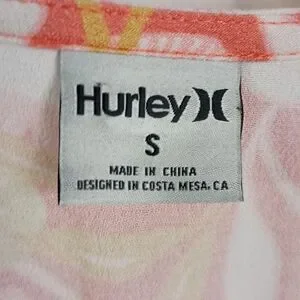 Hurley
S
MADE IN CHINA
DESIGNED IN COSTA MESA, CA